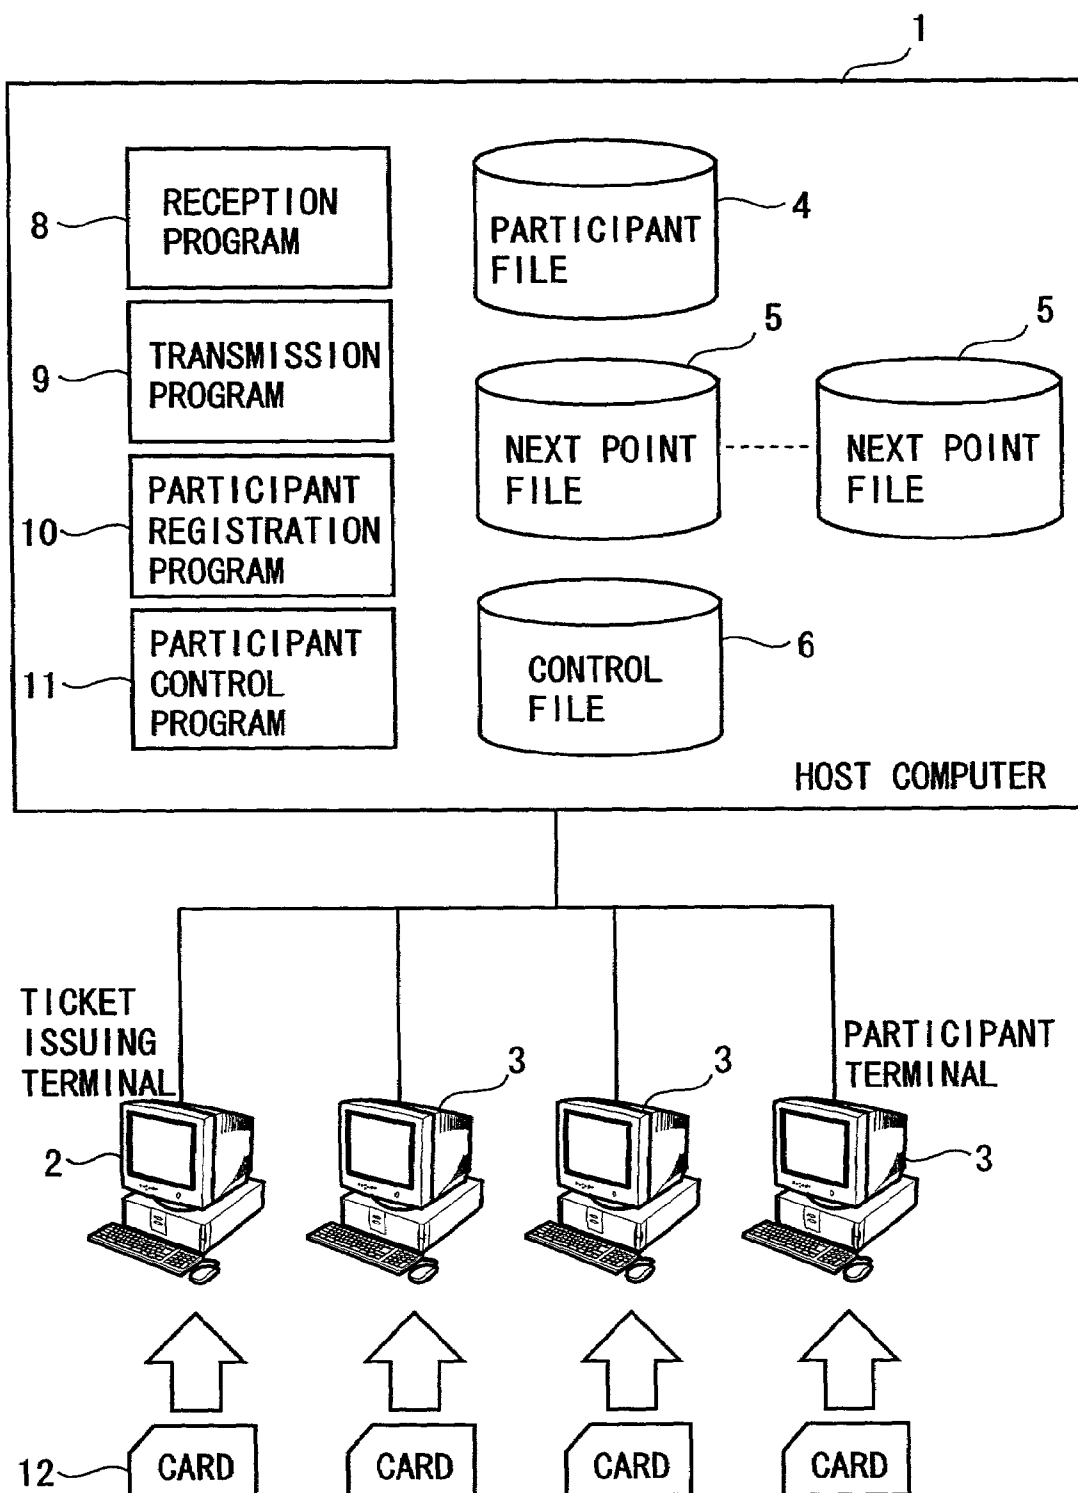 1
RECEPTION
PROGRAM
8
PARTICIPANT
FILE
4
TRANSMISSION
PROGRAM
9
5
NEXT POINT
FILE
5
NEXT POINT
FILE
PARTICIPANT
REGISTRATION
PROGRAM
10
PARTICIPANT
CONTROL
PROGRAM
11
CONTROL
FILE
6
HOST COMPUTER
TICKET
ISSUING
TERMINAL
2
3
3
PARTICIPANT
TERMINAL
3
12
CARD
CARD
CARD
CARD